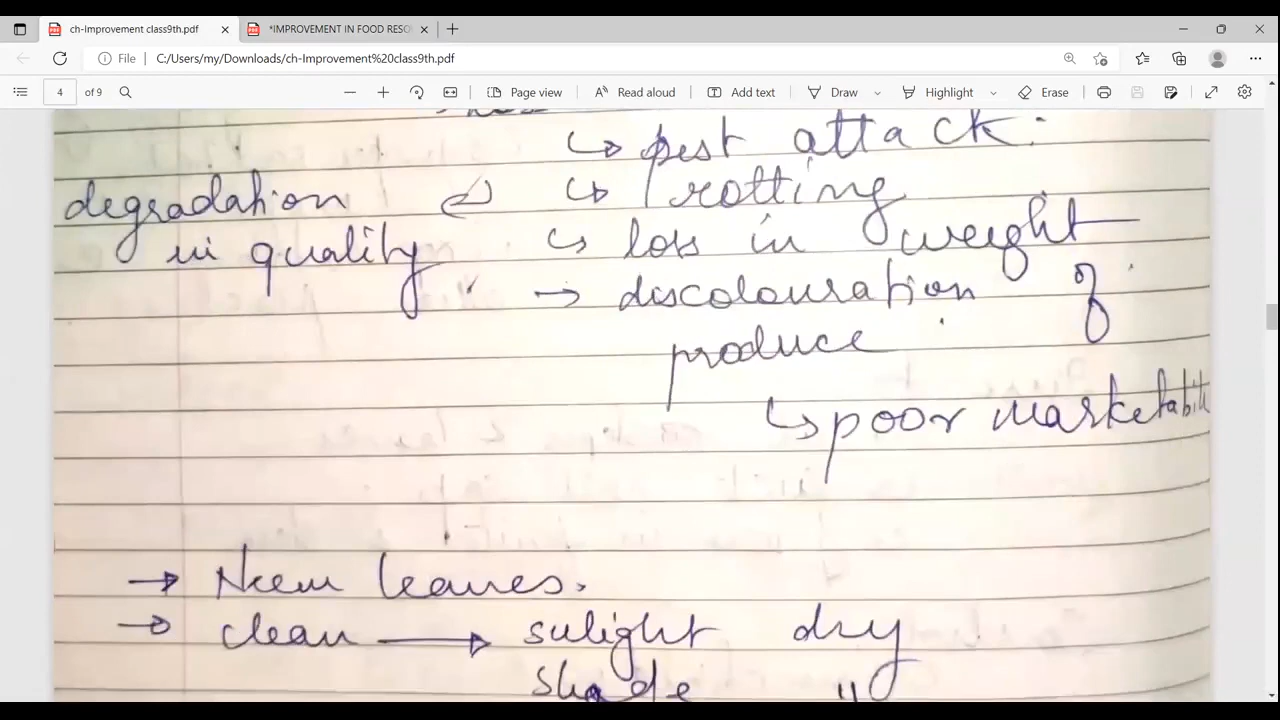 ch-Improvement class9th.pdf
*IMPROVEMENT IN FOOD RESO
File C:/Users/my/Downloads/ch-Improvement%20class9th.pdf
4 of 9 Page view Read aloud Add text Draw Highlight Erase
pest attack:
degradation rotting
in quality loss in weight
discolouration of
produce
poor marketabili
Neem leaves.
clean sulight dry
shade "